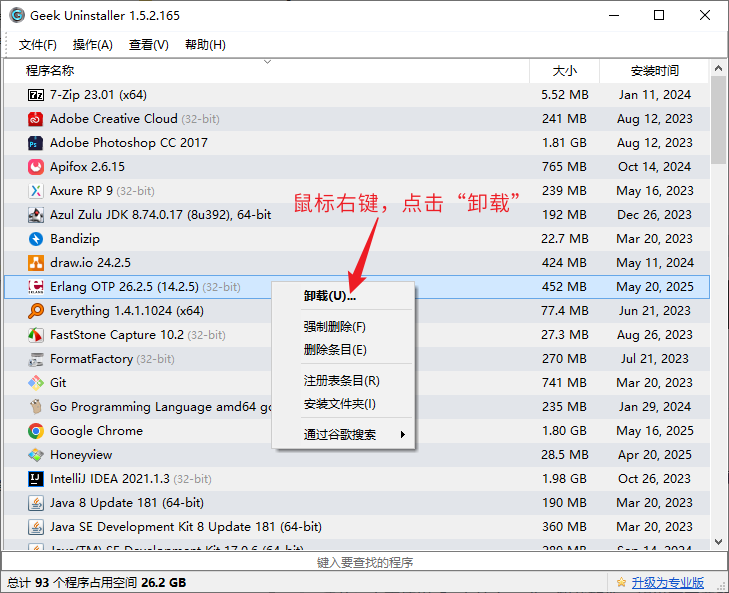 Geek Uninstaller 1.5.2.165
文件(F) 操作(A) 查看(V) 帮助(H)
程序名称 大小 安装时间
7-Zip 23.01 (x64) 5.52 MB Jan 11, 2024
Adobe Creative Cloud (32-bit) 241 MB Aug 12, 2023
Adobe Photoshop CC 2017 1.81 GB Aug 12, 2023
Apifox 2.6.15 765 MB Oct 14, 2024
Axure RP 9 (32-bit) 239 MB May 16, 2023
鼠标右键，点击“卸载”
Azul Zulu JDK 8.74.0.17 (8u392), 64-bit 192 MB Dec 26, 2023
Bandizip 22.7 MB Mar 20, 2023
draw.io 24.2.5 424 MB May 11, 2024
Erlang OTP 26.2.5 (14.2.5) (32-bit) 452 MB May 20, 2025
卸载(U)...
强制删除(F)
删除条目(E)
注册表条目(R)
安装文件夹(I)
通过谷歌搜索
Everything 1.4.1.1024 (x64) 77.4 MB Jun 21, 2023
FastStone Capture 10.2 (32-bit) 27.3 MB Aug 26, 2023
FormatFactory (32-bit) 270 MB Jul 21, 2023
Git 741 MB Mar 20, 2023
Go Programming Language amd64 go 235 MB Jan 29, 2024
Google Chrome 1.80 GB May 16, 2025
Honeyview 28.5 MB Apr 20, 2025
IntelliJ IDEA 2021.1.3 (32-bit) 1.98 GB Oct 26, 2023
Java 8 Update 181 (64-bit) 190 MB Mar 20, 2023
Java SE Development Kit 8 Update 181 (64-bit) 360 MB Mar 20, 2023
Java(TM) SE Development Kit 17.0.6 (64-bit) 289 MB Sep 14, 2024
键入要查找的程序
总计 93 个程序占用空间 26.2 GB 升级为专业版